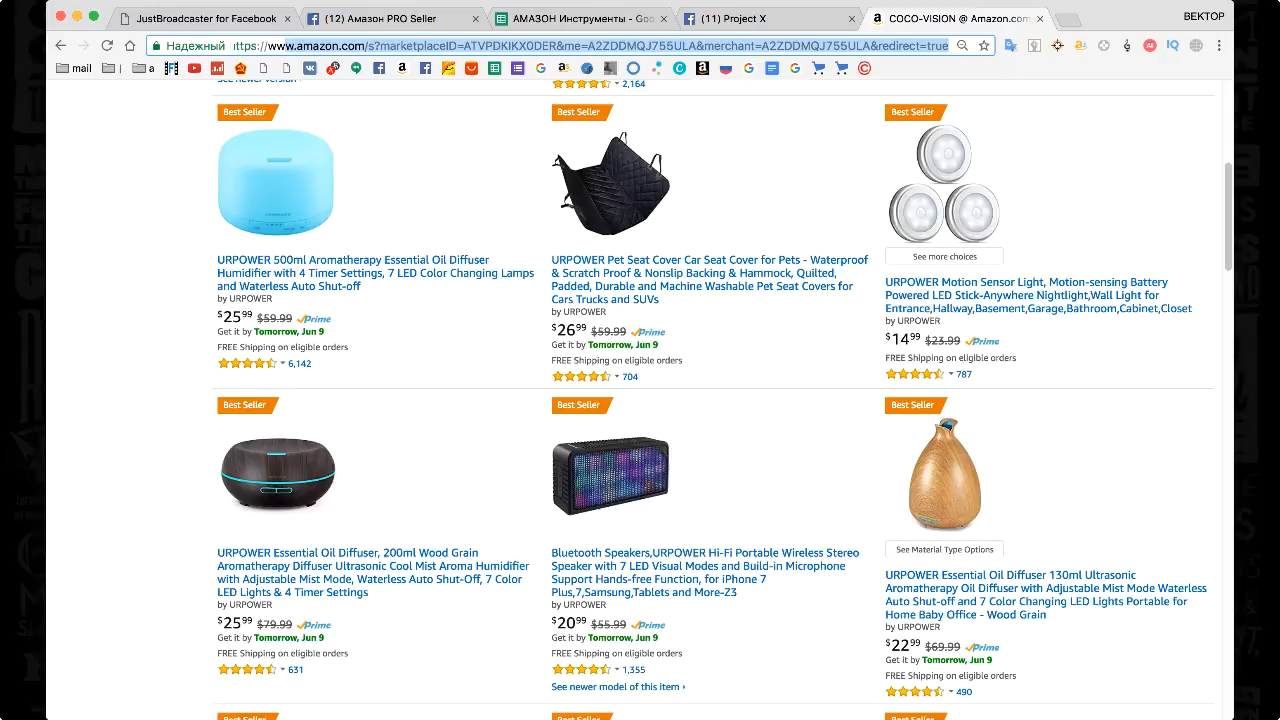 JustBroadcaster for Facebook
(12) Амазон PRO Seller
АМАЗОН Инструменты - Goo
(11) Project X
COCO-VISION @ Amazon.com
ВЕКТОР
Надежный
ttps://www.amazon.com/s?marketplaceID=ATVPDKIKX0DER&me=A2ZDDMQJ755ULA&merchant=A2ZDDMQJ755ULA&redirect=true
mail
a
See newer version
2,164
Best Seller
Best Seller
Best Seller
See more choices
URPOWER 500ml Aromatherapy Essential Oil Diffuser
Humidifier with 4 Timer Settings, 7 LED Color Changing Lamps
and Waterless Auto Shut-off
by URPOWER
$25 99 $59.99 Prime
Get it by Tomorrow, Jun 9
FREE Shipping on eligible orders
6,142
URPOWER Pet Seat Cover Car Seat Cover for Pets - Waterproof
& Scratch Proof & Nonslip Backing & Hammock, Quilted,
Padded, Durable and Machine Washable Pet Seat Covers for
Cars Trucks and SUVs
by URPOWER
$26 99 $59.99 Prime
Get it by Tomorrow, Jun 9
FREE Shipping on eligible orders
704
URPOWER Motion Sensor Light, Motion-sensing Battery
Powered LED Stick-Anywhere Nightlight,Wall Light for
Entrance,Hallway,Basement,Garage,Bathroom,Cabinet,Closet
by URPOWER
$14 99 $23.99 Prime
FREE Shipping on eligible orders
787
Best Seller
Best Seller
Best Seller
See Material Type Options
URPOWER Essential Oil Diffuser, 200ml Wood Grain
Aromatherapy Diffuser Ultrasonic Cool Mist Aroma Humidifier
with Adjustable Mist Mode, Waterless Auto Shut-Off, 7 Color
LED Lights & 4 Timer Settings
by URPOWER
$25 99 $79.99 Prime
Get it by Tomorrow, Jun 9
FREE Shipping on eligible orders
631
Bluetooth Speakers,URPOWER Hi-Fi Portable Wireless Stereo
Speaker with 7 LED Visual Modes and Build-in Microphone
Support Hands-free Function, for iPhone 7
Plus,7,Samsung,Tablets and More-Z3
by URPOWER
$20 99 $55.99 Prime
Get it by Tomorrow, Jun 9
FREE Shipping on eligible orders
1,355
See newer model of this item
URPOWER Essential Oil Diffuser 130ml Ultrasonic
Aromatherapy Oil Diffuser with Adjustable Mist Mode Waterless
Auto Shut-off and 7 Color Changing LED Lights Portable for
Home Baby Office - Wood Grain
by URPOWER
$22 99 $69.99 Prime
Get it by Tomorrow, Jun 9
FREE Shipping on eligible orders
490
Best Seller
Best Seller
Best Seller